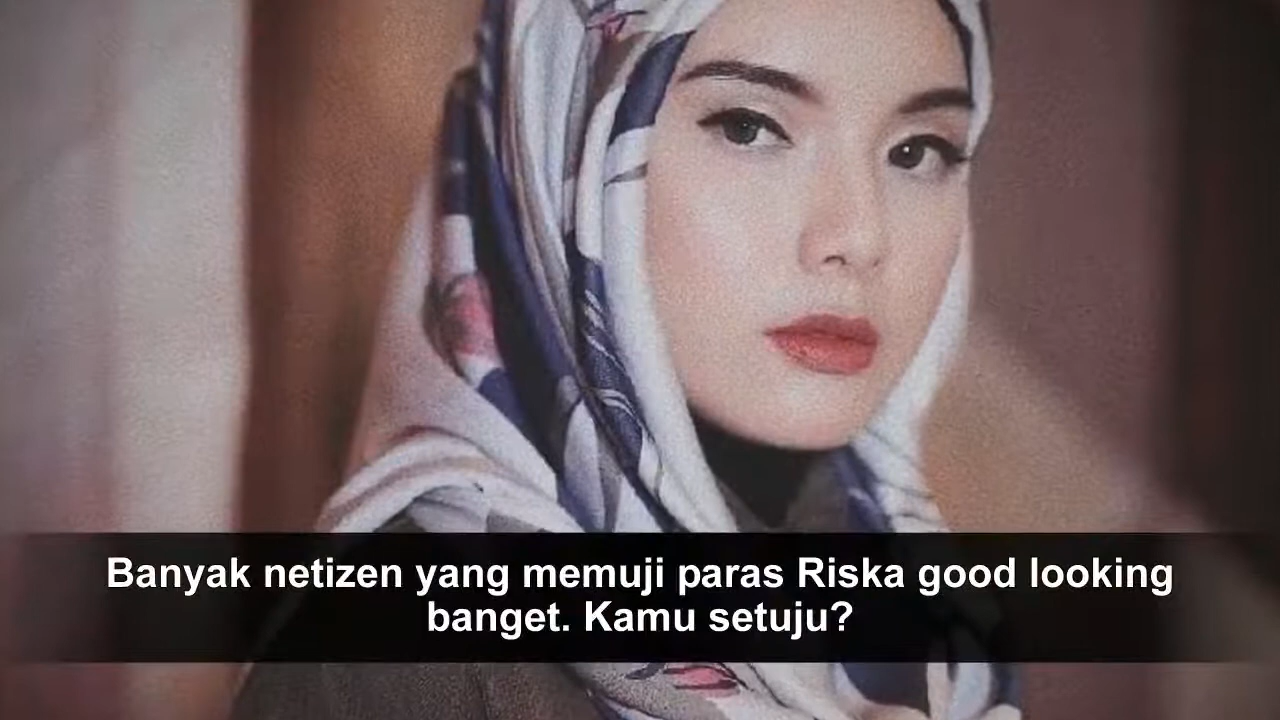 Banyak netizen yang memuji paras Riska good looking
banget. Kamu setuju?